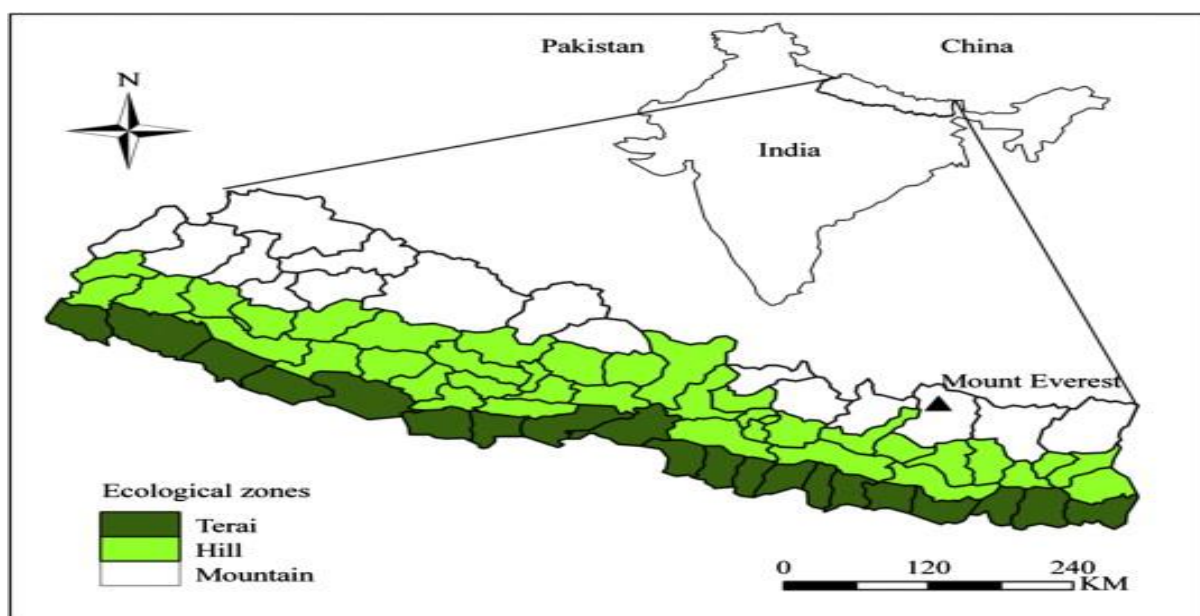 Pakistan
China
N
India
Mount Everest
Ecological zones
Terai
Hill
Mountain
0 120 240
KM